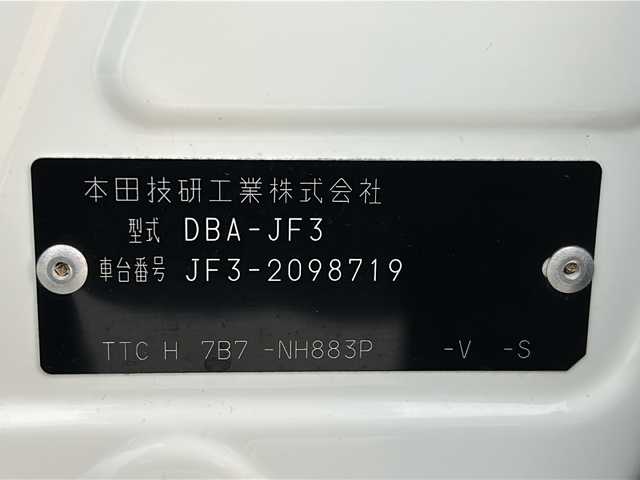 本田技研工業株式会社
型式 DBA-JF3
車台番号 JF3-2098719
TTC H 7B7 -NH883P -V -S